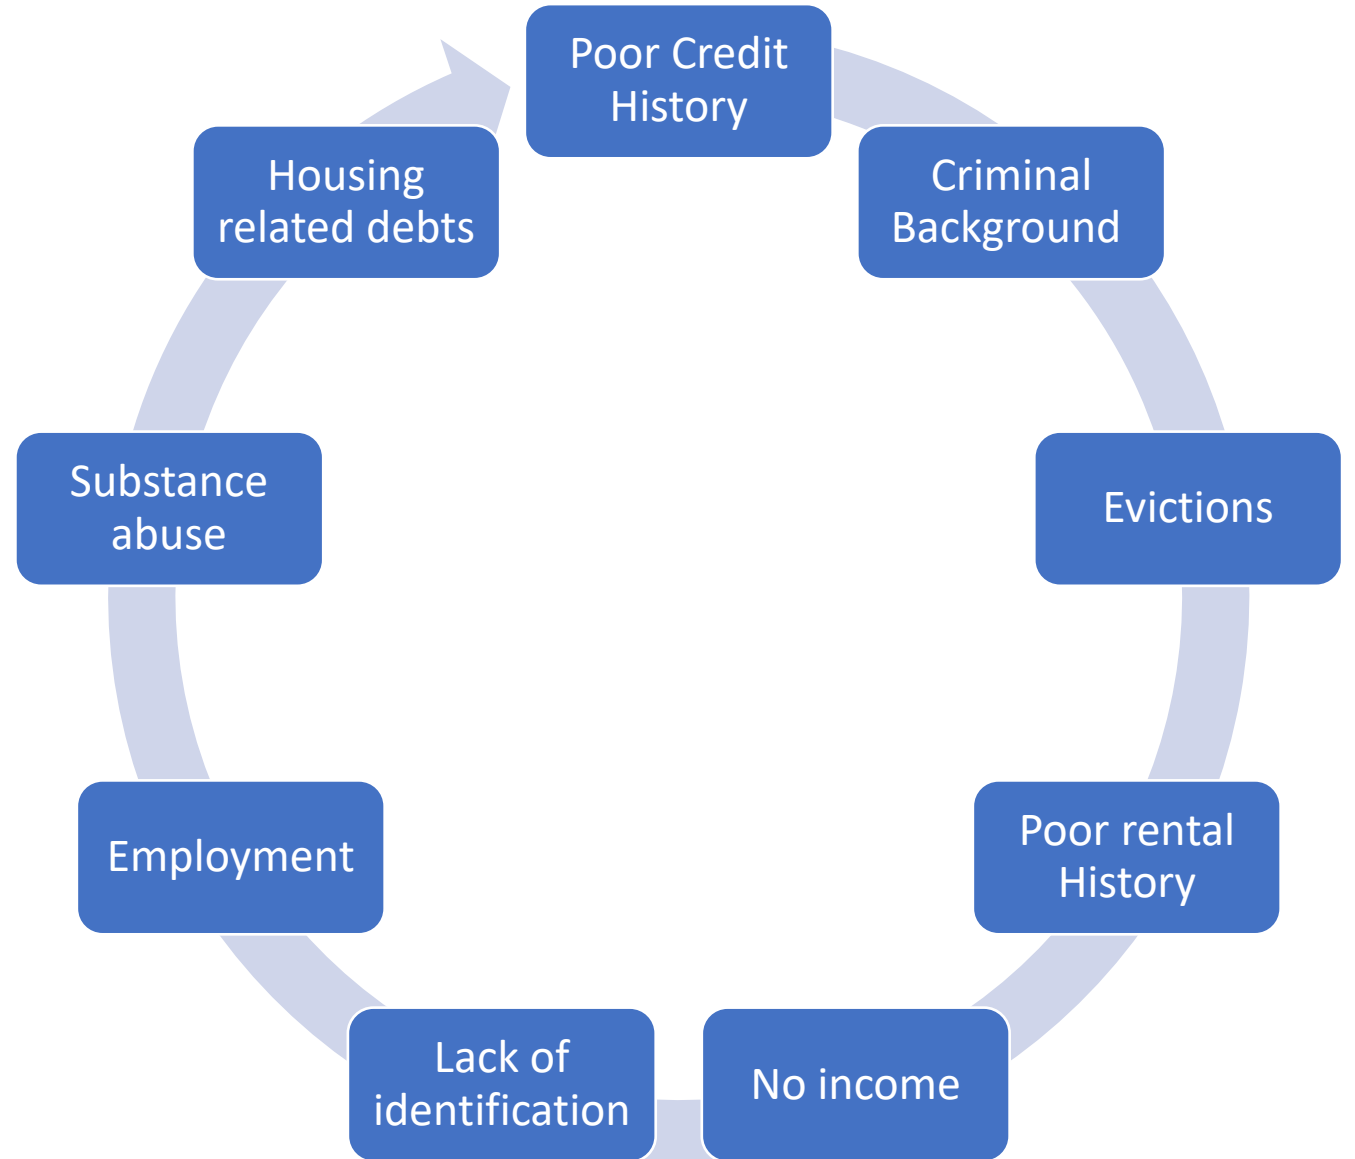 Poor Credit
History
Criminal
Background
Evictions
Poor rental
History
No income
Lack of
identification
Employment
Substance
abuse
Housing
related debts